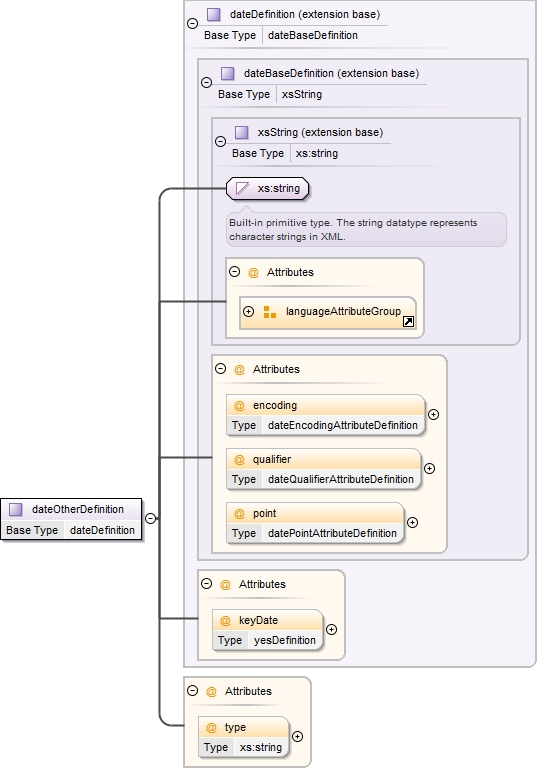 dateDefinition (extension base)
Base Type dateBaseDefinition
dateBaseDefinition (extension base)
Base Type xsString
xsString (extension base)
Base Type xs:string
xs:string
Built-in primitive type. The string datatype represents
character strings in XML.
@ Attributes
languageAttributeGroup
@ Attributes
@ encoding
Type dateEncodingAttributeDefinition
@ qualifier
Type dateQualifierAttributeDefinition
@ point
Type datePointAttributeDefinition
dateOtherDefinition
Base Type dateDefinition
@ Attributes
@ keyDate
Type yesDefinition
@ Attributes
@ type
Type xs:string